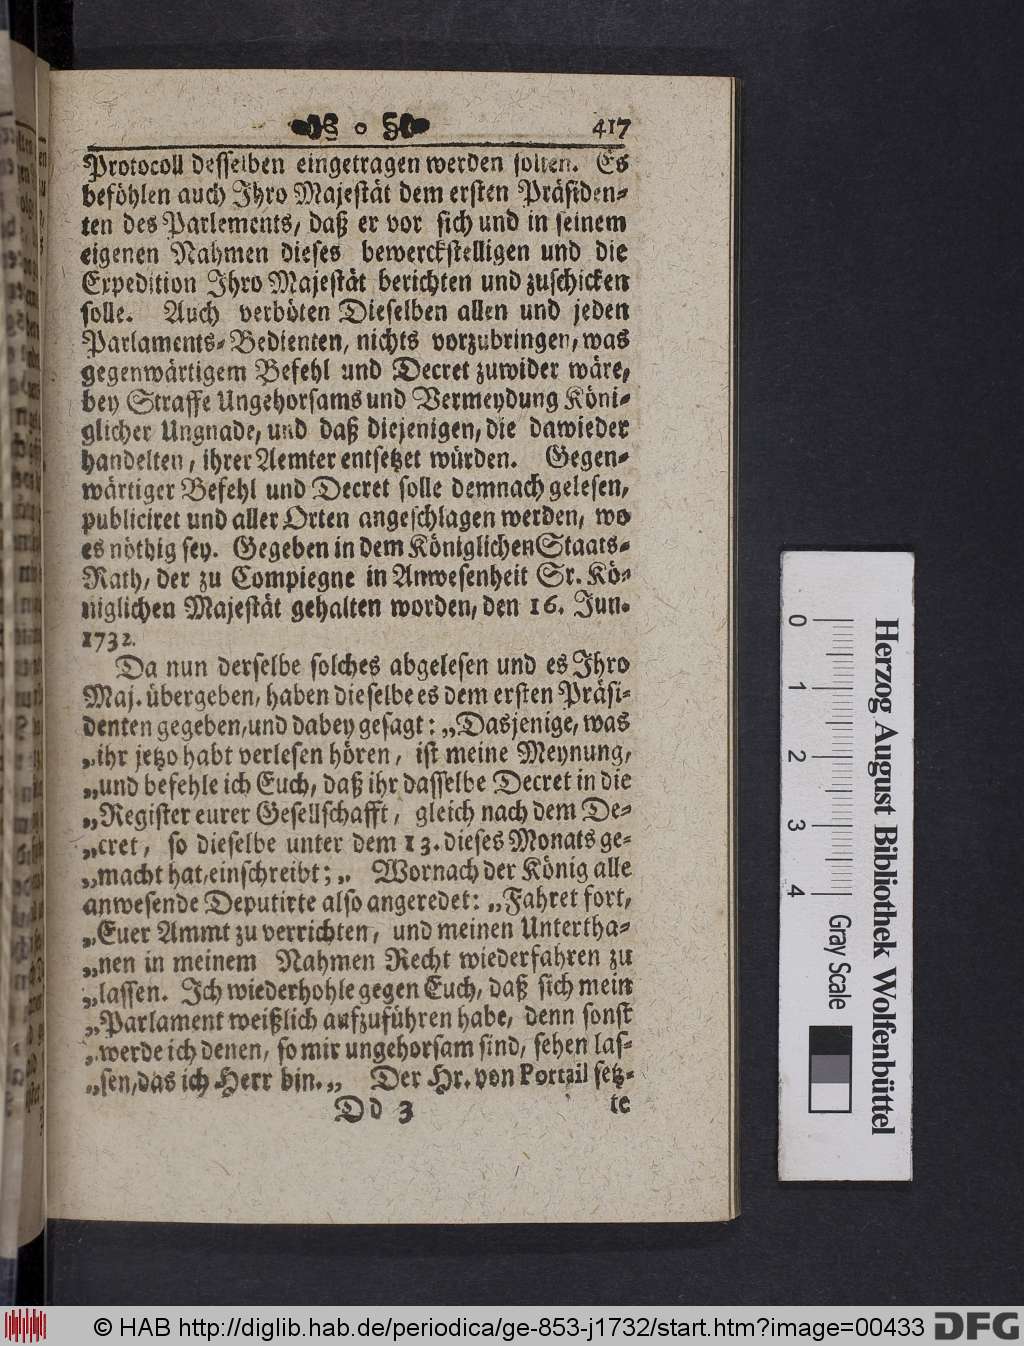 417
Protocoll desselben eingetragen werden solten. Es
beföhlen auch Ihro Majestät dem ersten Präsiden-
ten des Parlements, daß er vor sich und in seinem
eigenen Nahmen dieses bewerckstelligen und die
Expedition Ihro Majestät berichten und zuschicken
solle. Auch verböten Dieselben allen und jeden
Parlaments-Bedienten, nichts vorzubringen, was
gegenwärtigem Befehl und Decret zuwider wäre,
bey Straffe Ungehorsams und Vermeydung Köni-
glicher Ungnade, und daß diejenigen, die dawieder
handelten, ihrer Aemter entsetzet würden. Gegen-
wärtiger Befehl und Decret solle demnach gelesen,
publiciret und aller Orten angeschlagen werden, wo
es nöthig sey. Gegeben in dem Königlichen Staats-
Rath, der zu Compiegne in Anwesenheit Sr. Kö-
niglichen Majestät gehalten worden, den 16. Jun.
1732.
Da nun derselbe solches abgelesen und es Ihro
Maj. übergeben, haben dieselbe es dem ersten Präsi-
denten gegeben, und dabey gesagt: „Dasjenige, was
„ihr jetzo habt verlesen hören, ist meine Meynung,
„und befehle ich Euch, daß ihr dasselbe Decret in die
„Register eurer Gesellschafft, gleich nach dem De-
„cret, so dieselbe unter dem 13. dieses Monats ge-
„macht hat, einschreibt; „. Wornach der König alle
anwesende Deputirte also angeredet: „Fahret fort,
„Euer Ammt zu verrichten, und meinen Untertha-
„nen in meinem Nahmen Recht wiederfahren zu
„lassen. Ich wiederhohle gegen Euch, daß sich mein
„Parlament weißlich aufzuführen habe, denn sonst
„werde ich denen, so mir ungehorsam sind, sehen las-
„sen, das ich Herr bin. „ Der Hr. von Portail setz-
Dd 3 te
0 1 2 3 4
Gray Scale
Herzog August Bibliothek Wolfenbüttel
© HAB http://diglib.hab.de/periodica/ge-853-j1732/start.htm?image=00433
DFG